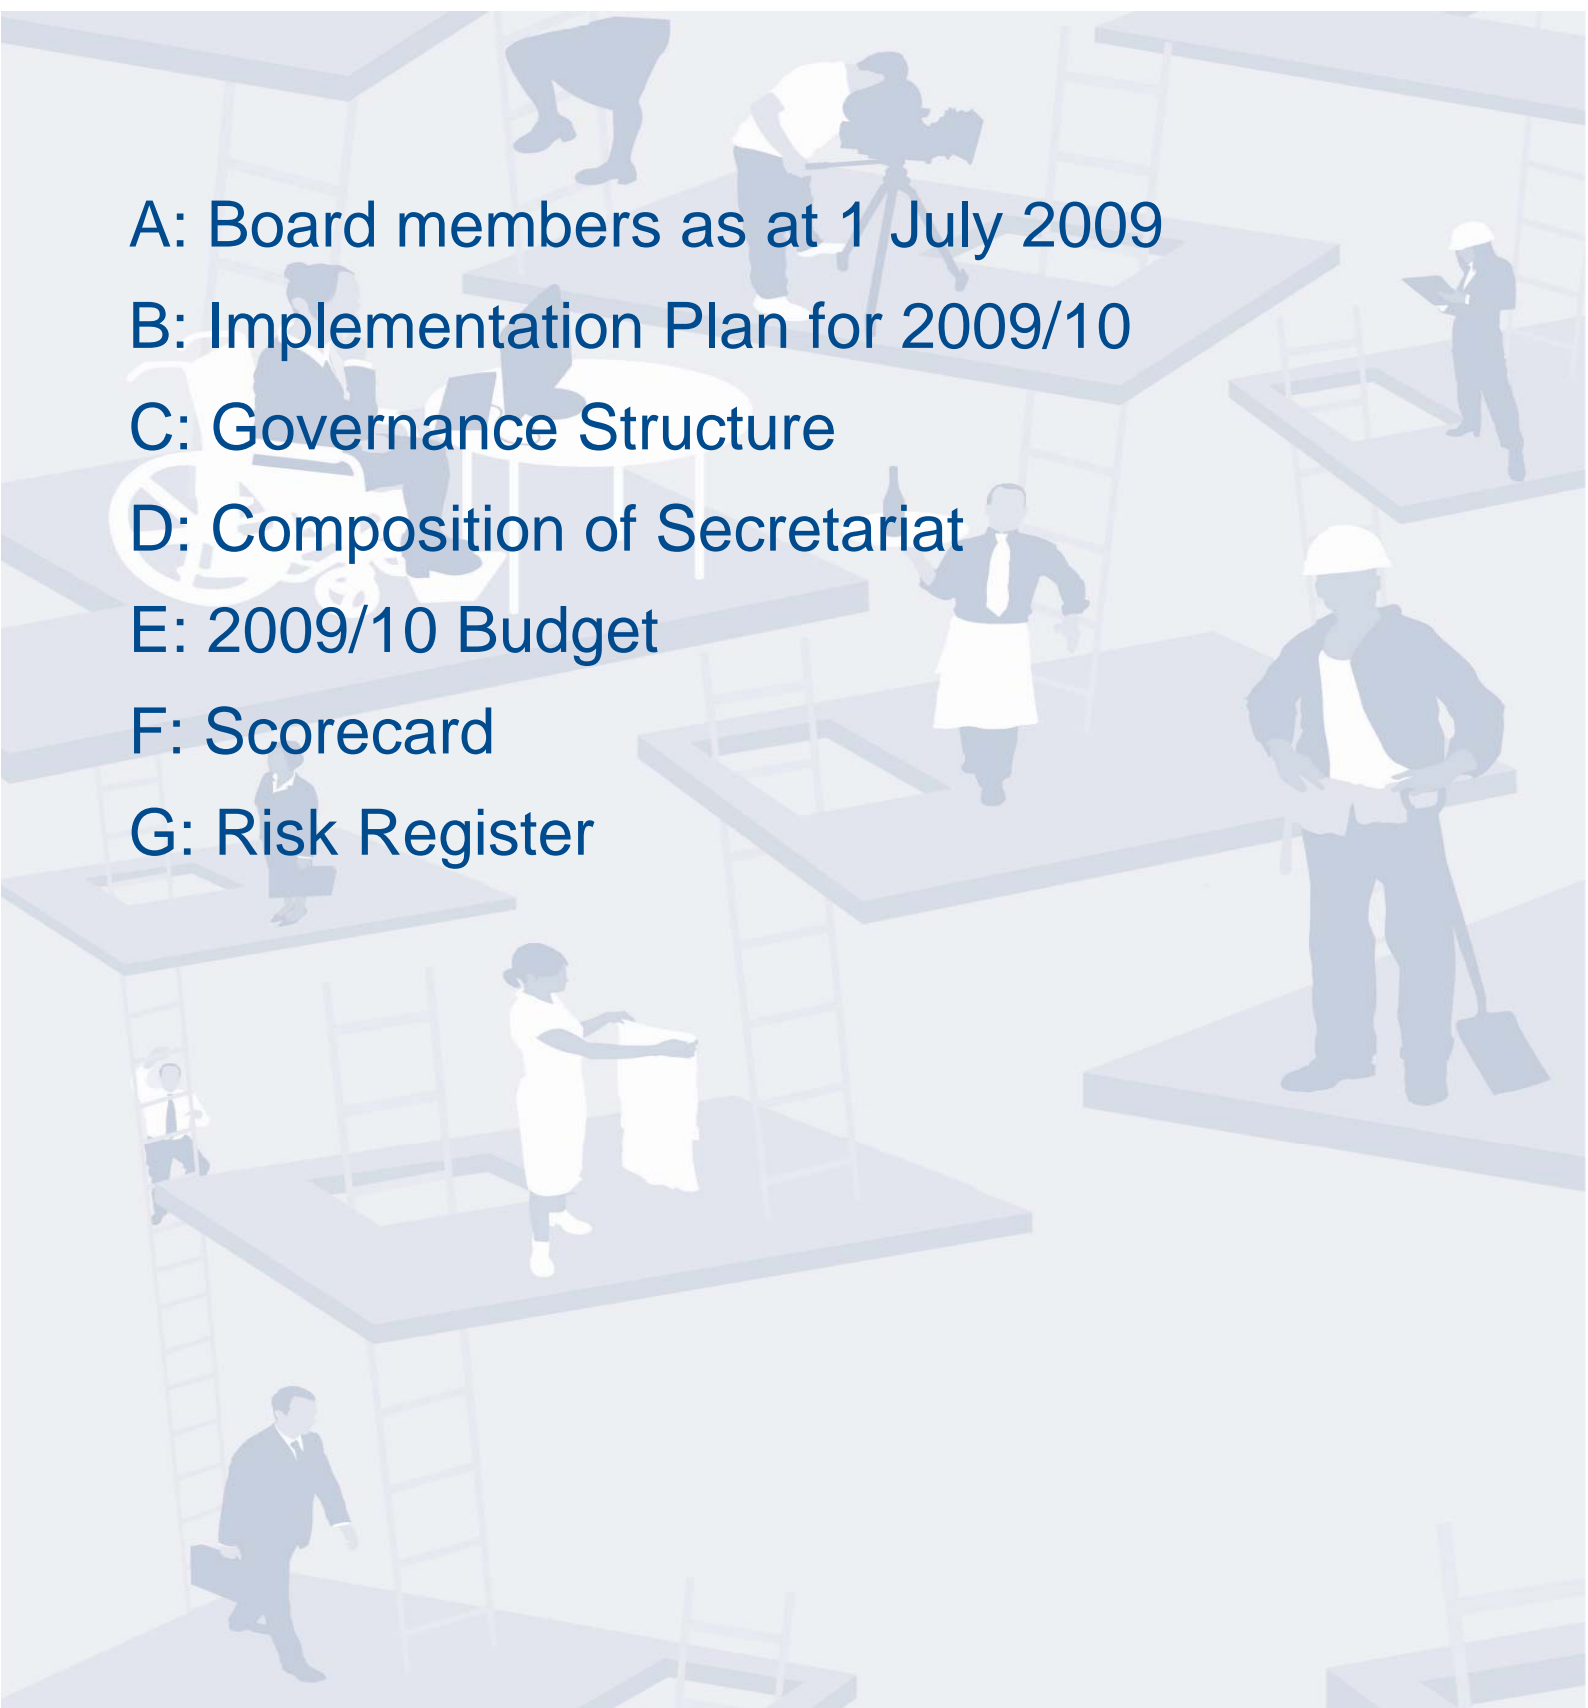 A: Board members as at 1 July 2009
B: Implementation Plan for 2009/10
C: Governance Structure
D: Composition of Secretariat
E: 2009/10 Budget
F: Scorecard
G: Risk Register